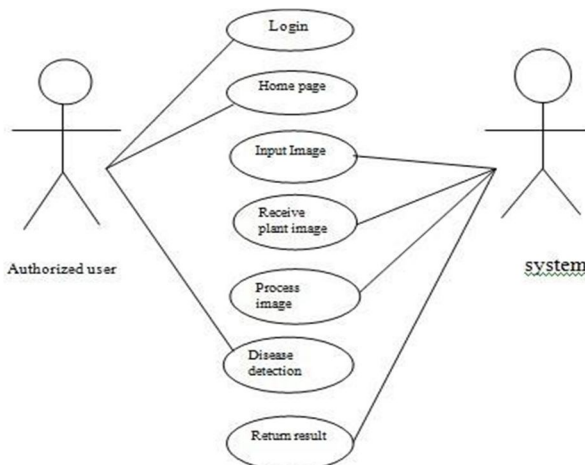 Login
Home page
Input Image
Receive
plant image
Authorized user
system
Process
image
Disease
detection
Return result